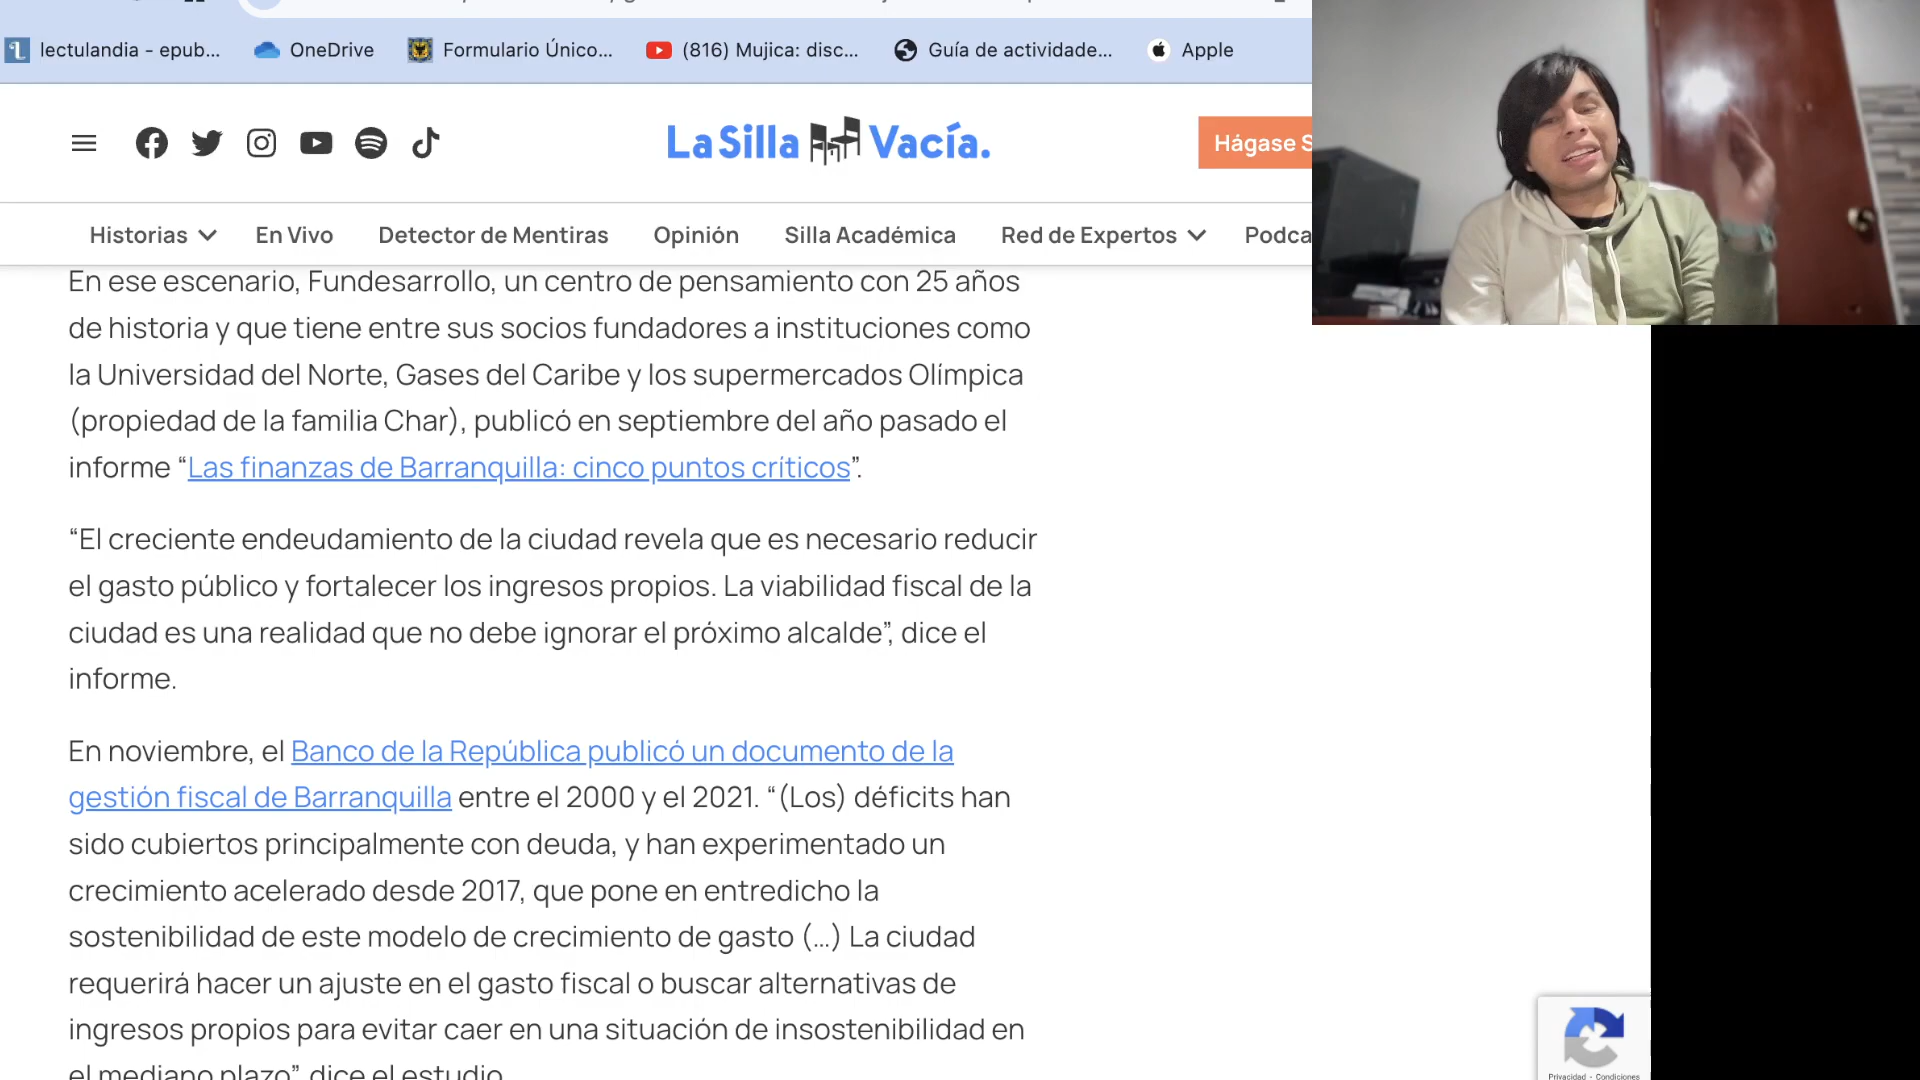 lectulandia - epub...
OneDrive
Formulario Único...
(816) Mujica: disc...
Guía de actividade...
Apple
La Silla Vacía.
Hágase S
Historias
En Vivo
Detector de Mentiras
Opinión
Silla Académica
Red de Expertos
Podca
En ese escenario, Fundesarrollo, un centro de pensamiento con 25 años
de historia y que tiene entre sus socios fundadores a instituciones como
la Universidad del Norte, Gases del Caribe y los supermercados Olímpica
(propiedad de la familia Char), publicó en septiembre del año pasado el
informe “Las finanzas de Barranquilla: cinco puntos críticos”.
“El creciente endeudamiento de la ciudad revela que es necesario reducir
el gasto público y fortalecer los ingresos propios. La viabilidad fiscal de la
ciudad es una realidad que no debe ignorar el próximo alcalde”, dice el
informe.
En noviembre, el Banco de la República publicó un documento de la
gestión fiscal de Barranquilla entre el 2000 y el 2021. “(Los) déficits han
sido cubiertos principalmente con deuda, y han experimentado un
crecimiento acelerado desde 2017, que pone en entredicho la
sostenibilidad de este modelo de crecimiento de gasto (...) La ciudad
requerirá hacer un ajuste en el gasto fiscal o buscar alternativas de
ingresos propios para evitar caer en una situación de insostenibilidad en
el mediano plazo”, dice el estudio.
Privacidad - Condiciones